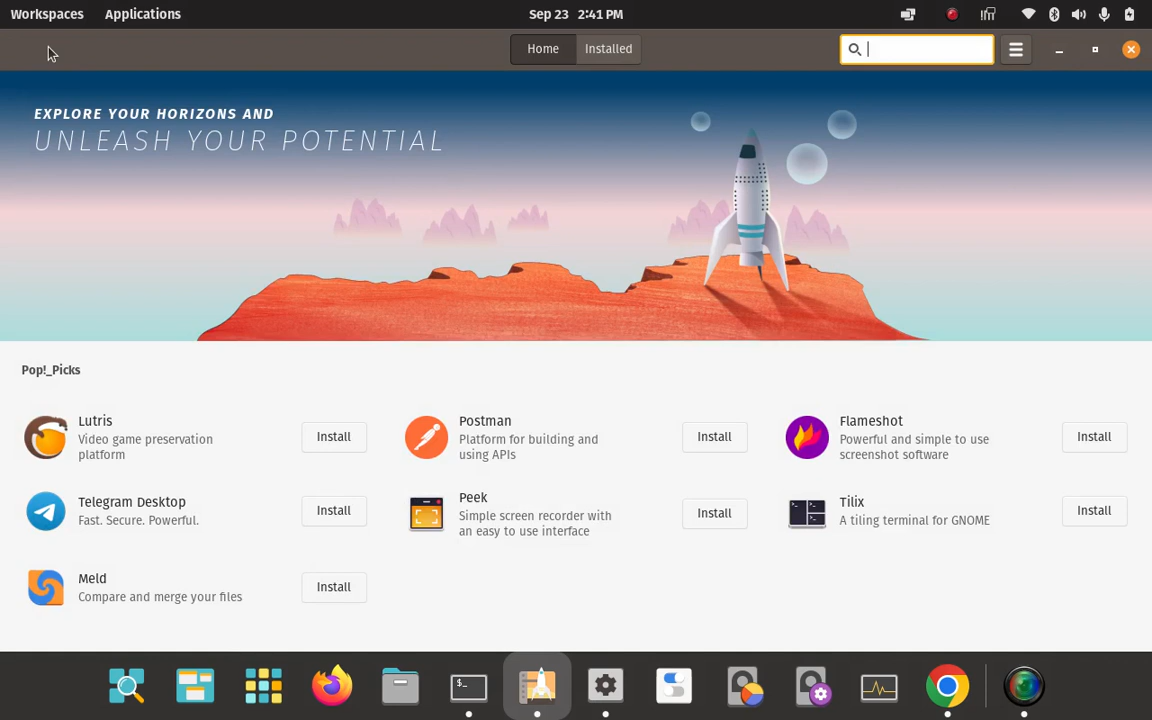 Workspaces Applications Sep 23 2:41 PM
Home Installed
EXPLORE YOUR HORIZONS AND
UNLEASH YOUR POTENTIAL
Pop!_Picks
Lutris
Video game preservation
platform
Install
Postman
Platform for building and
using APIs
Install
Flameshot
Powerful and simple to use
screenshot software
Install
Telegram Desktop
Fast. Secure. Powerful.
Install
Peek
Simple screen recorder with
an easy to use interface
Install
Tilix
A tiling terminal for GNOME
Install
Meld
Compare and merge your files
Install